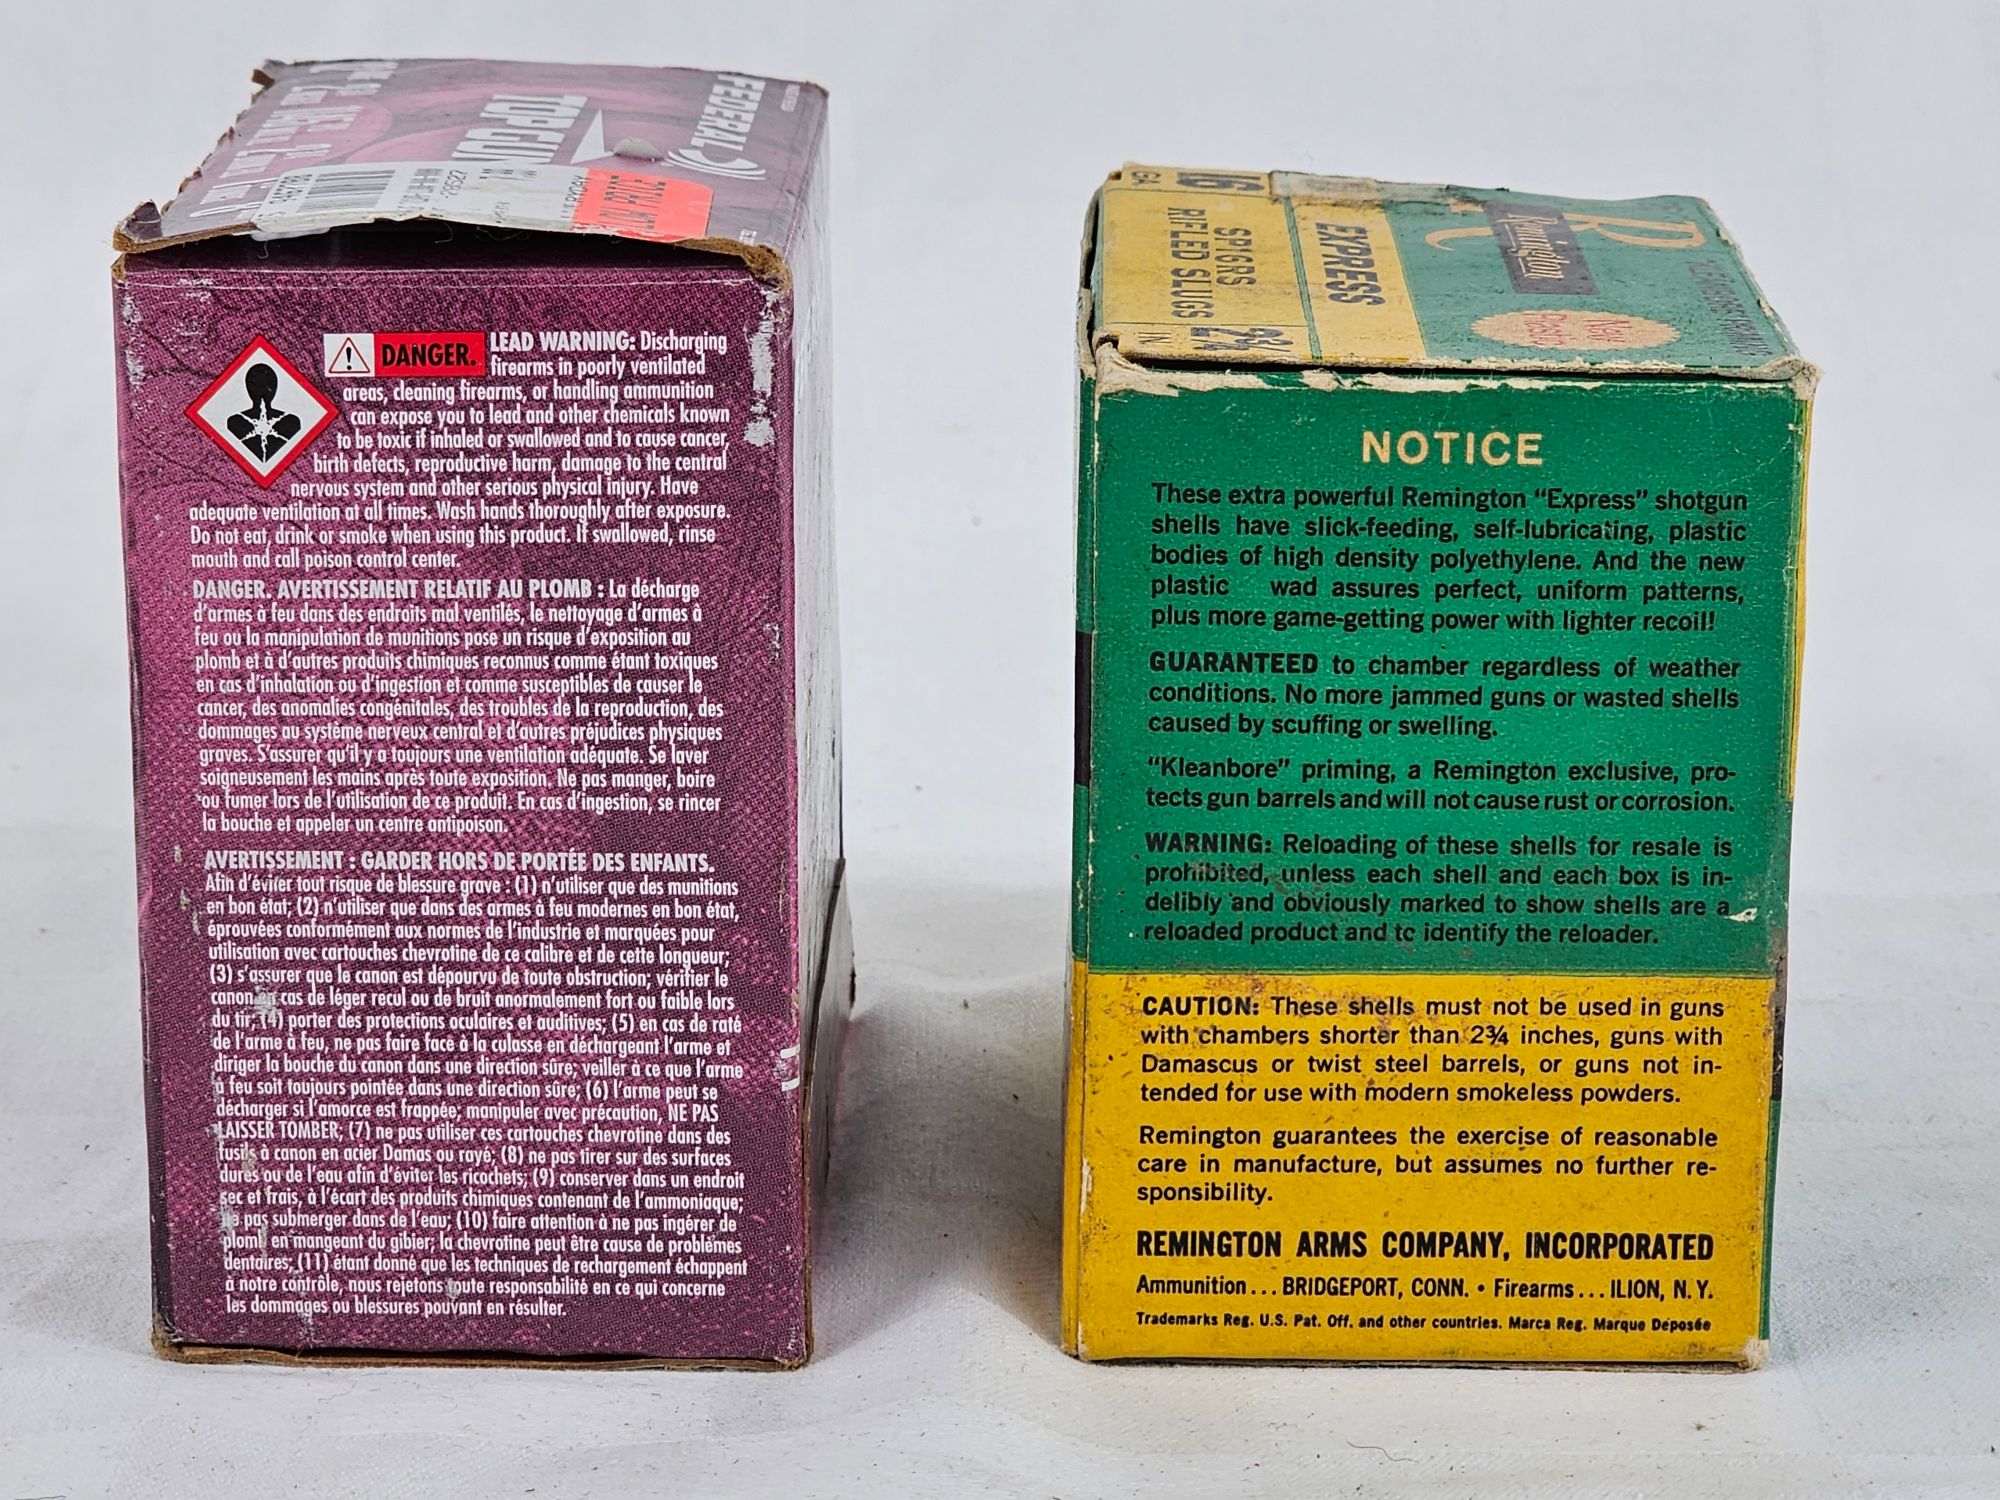 FEDERAL
TOP GUN
28527
DANGER. LEAD WARNING: Discharging
firearms in poorly ventilated
areas, cleaning firearms, or handling ammunition
can expose you to lead and other chemicals known
to be toxic if inhaled or swallowed and to cause cancer,
birth defects, reproductive harm, damage to the central
nervous system and other serious physical injury. Have
adequate ventilation at all times. Wash hands thoroughly after exposure.
Do not eat, drink or smoke when using this product. If swallowed, rinse
mouth and call poison control center.
DANGER. AVERTISSEMENT RELATIF AU PLOMB : La décharge
d'armes à feu dans des endroits mal ventilés, le nettoyage d'armes à
feu ou la manipulation de munitions pose un risque d'exposition au
plomb et à d'autres produits chimiques reconnus comme étant toxiques
en cas d'inhalation ou d'ingestion et comme susceptibles de causer le
cancer, des anomalies congénitales, des troubles de la reproduction, des
dommages au système nerveux central et d'autres préjudices physiques
graves. S'assurer qu'il y a toujours une ventilation adéquate. Se laver
soigneusement les mains après toute exposition. Ne pas manger, boire
ou fumer lors de l'utilisation de ce produit. En cas d'ingestion, se rincer
la bouche et appeler un centre antipoison.
AVERTISSEMENT : GARDER HORS DE PORTÉE DES ENFANTS.
Afin d'éviter tout risque de blessure grave : (1) n'utiliser que des munitions
en bon état; (2) n'utiliser que dans des armes à feu modernes en bon état,
éprouvées conformément aux normes de l'industrie et marquées pour
utilisation avec cartouches chevrotine de ce calibre et de cette longueur;
(3) s'assurer que le canon est dépourvu de toute obstruction; vérifier le
canon en cas de léger recul ou de bruit anormalement fort ou faible lors
du tir; (4) porter des protections oculaires et auditives; (5) en cas de raté
de l'arme à feu, ne pas faire face à la culasse en déchargeant l'arme et
diriger la bouche du canon dans une direction sûre; veiller à ce que l'arme
à feu soit toujours pointée dans une direction sûre; (6) l'arme peut se
décharger si l'amorce est frappée; manipuler avec précaution, NE PAS
LAISSER TOMBER; (7) ne pas utiliser ces cartouches chevrotine dans des
fusils à canon en acier Damas ou rayé; (8) ne pas tirer sur des surfaces
dures ou de l'eau afin d'éviter les ricochets; (9) conserver dans un endroit
sec et frais, à l'écart des produits chimiques contenant de l'ammoniaque;
ne pas submerger dans de l'eau; (10) faire attention à ne pas ingérer de
plomb en mangeant du gibier; la chevrotine peut être cause de problèmes
dentaires; (11) étant donné que les techniques de rechargement échappent
à notre contrôle, nous rejetons toute responsabilité en ce qui concerne
les dommages ou blessures pouvant en résulter.
Remington
EXPRESS
SP16RS
RIFLED SLUGS
16 GA
2¾ IN
NOTICE
These extra powerful Remington “Express” shotgun
shells have slick-feeding, self-lubricating, plastic
bodies of high density polyethylene. And the new
plastic wad assures perfect, uniform patterns,
plus more game-getting power with lighter recoil!
GUARANTEED to chamber regardless of weather
conditions. No more jammed guns or wasted shells
caused by scuffing or swelling.
“Kleanbore” priming, a Remington exclusive, pro-
tects gun barrels and will not cause rust or corrosion.
WARNING: Reloading of these shells for resale is
prohibited, unless each shell and each box is in-
delibly and obviously marked to show shells are a
reloaded product and to identify the reloader.
CAUTION: These shells must not be used in guns
with chambers shorter than 2¾ inches, guns with
Damascus or twist steel barrels, or guns not in-
tended for use with modern smokeless powders.
Remington guarantees the exercise of reasonable
care in manufacture, but assumes no further re-
sponsibility.
REMINGTON ARMS COMPANY, INCORPORATED
Ammunition . . . BRIDGEPORT, CONN. • Firearms . . . ILION, N. Y.
Trademarks Reg. U.S. Pat. Off. and other countries. Marca Reg. Marque Déposée